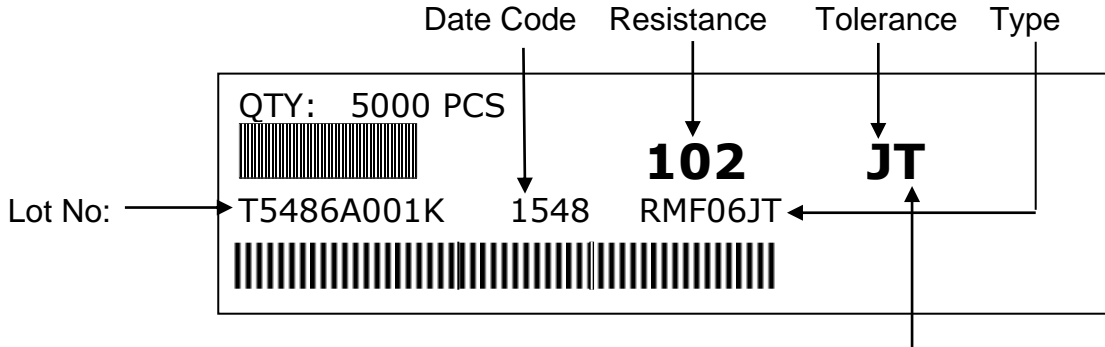 Date Code Resistance Tolerance Type
QTY: 5000 PCS
102 JT
Lot No: T5486A001K 1548 RMF06JT